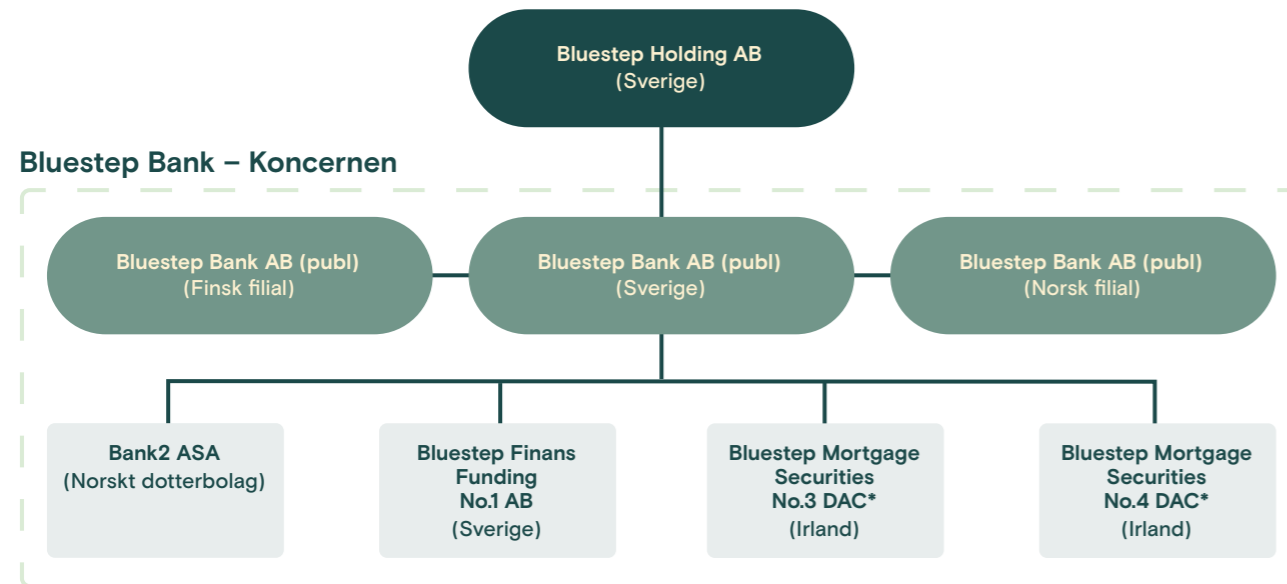 Bluestep Holding AB
(Sverige)
Bluestep Bank – Koncernen
Bluestep Bank AB (publ)
(Finsk filial)
Bluestep Bank AB (publ)
(Sverige)
Bluestep Bank AB (publ)
(Norsk filial)
Bank2 ASA
(Norskt dotterbolag)
Bluestep Finans
Funding
No.1 AB
(Sverige)
Bluestep Mortgage
Securities
No.3 DAC*
(Irland)
Bluestep Mortgage
Securities
No.4 DAC*
(Irland)